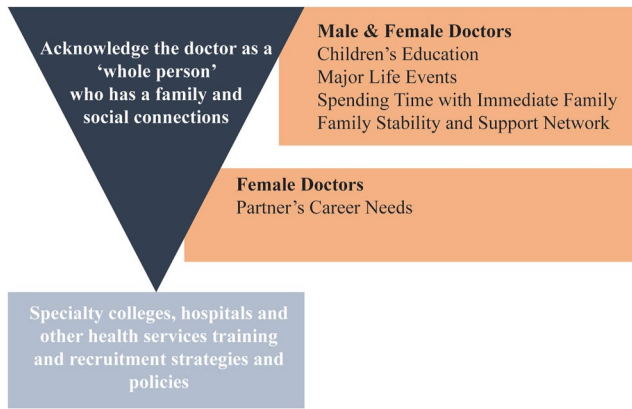 Acknowledge the doctor as a
‘whole person’
who has a family and
social connections
Male & Female Doctors
Children’s Education
Major Life Events
Spending Time with Immediate Family
Family Stability and Support Network
Female Doctors
Partner’s Career Needs
Specialty colleges, hospitals and
other health services training
and recruitment strategies and
policies